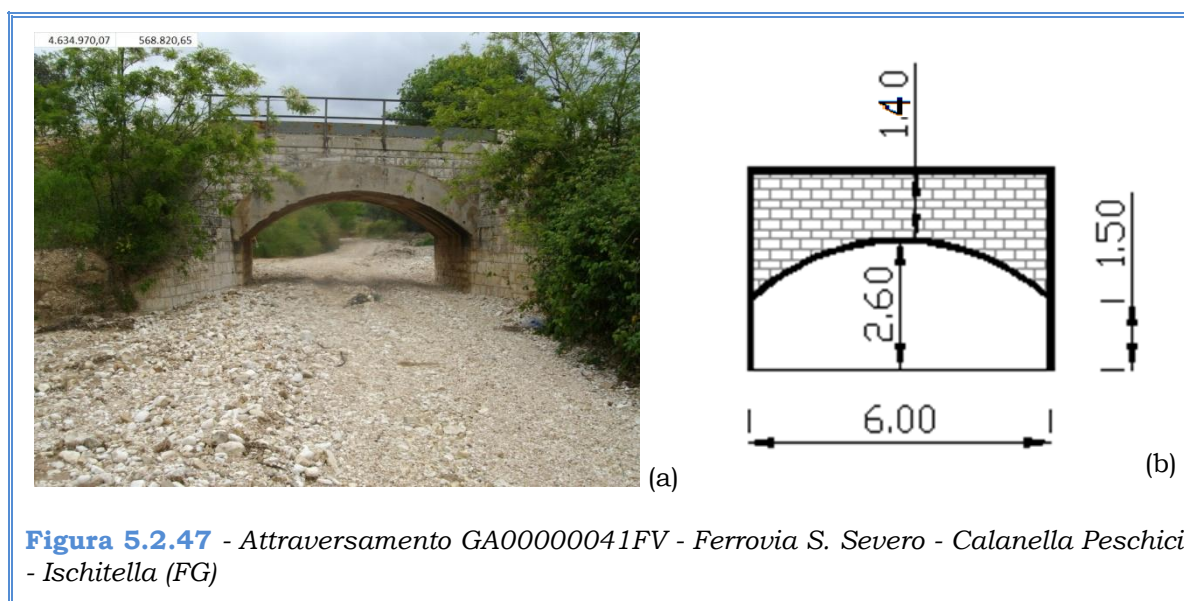 4.634.970,07 568.820,65
1.40
2.60
1.50
6.00
(a)
(b)
Figura 5.2.47 - Attraversamento GA00000041FV - Ferrovia S. Severo - Calanella Peschici
- Ischitella (FG)